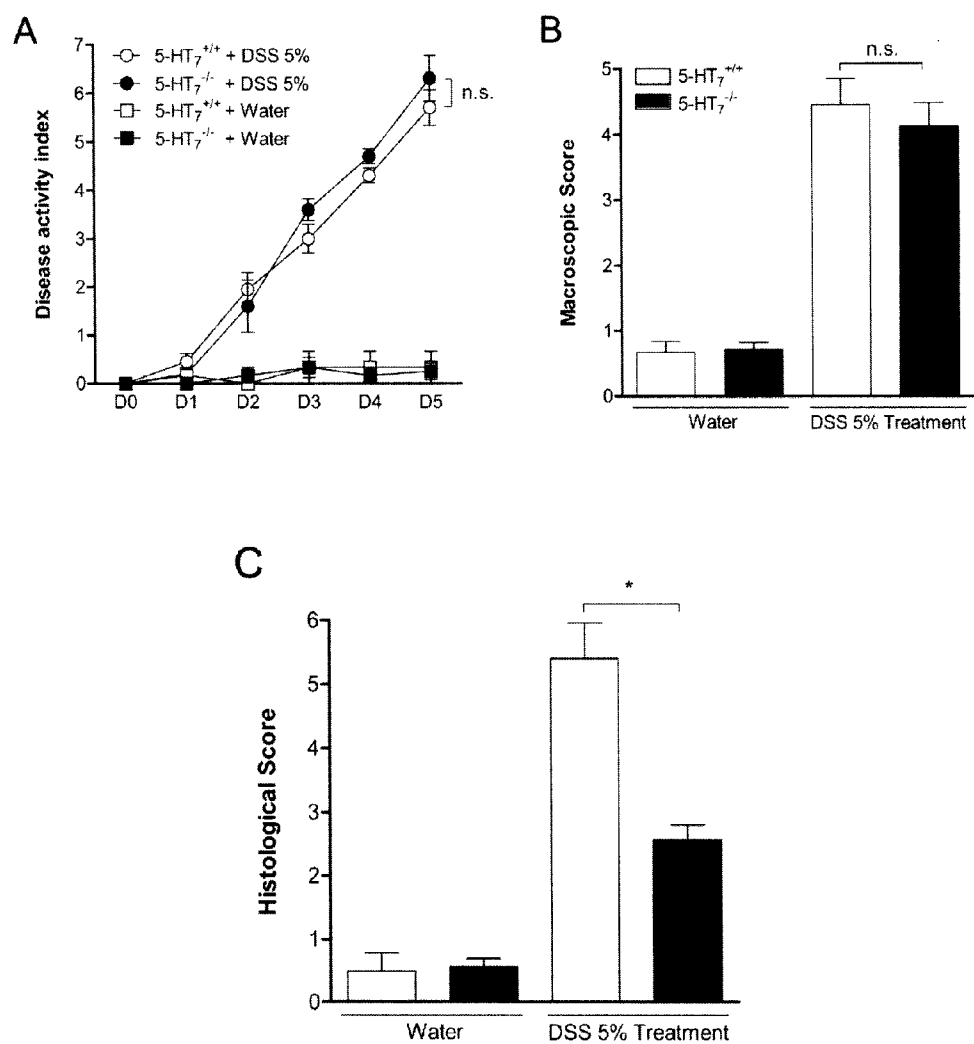 A
Disease activity index
7
6
5
4
3
2
1
0
5-HT7+/+ + DSS 5%
5-HT7-/- + DSS 5%
5-HT7+/+ + Water
5-HT7-/- + Water
n.s.
D0 D1 D2 D3 D4 D5
B
Macroscopic Score
5
4
3
2
1
0
5-HT7+/+
5-HT7-/-
n.s.
Water DSS 5% Treatment
C
Histological Score
6
5
4
3
2
1
0
*
Water DSS 5% Treatment